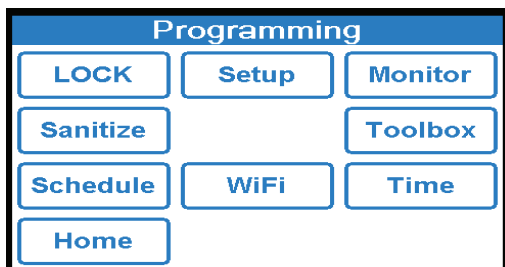 Programming
LOCK Setup Monitor
Sanitize Toolbox
Schedule WiFi Time
Home